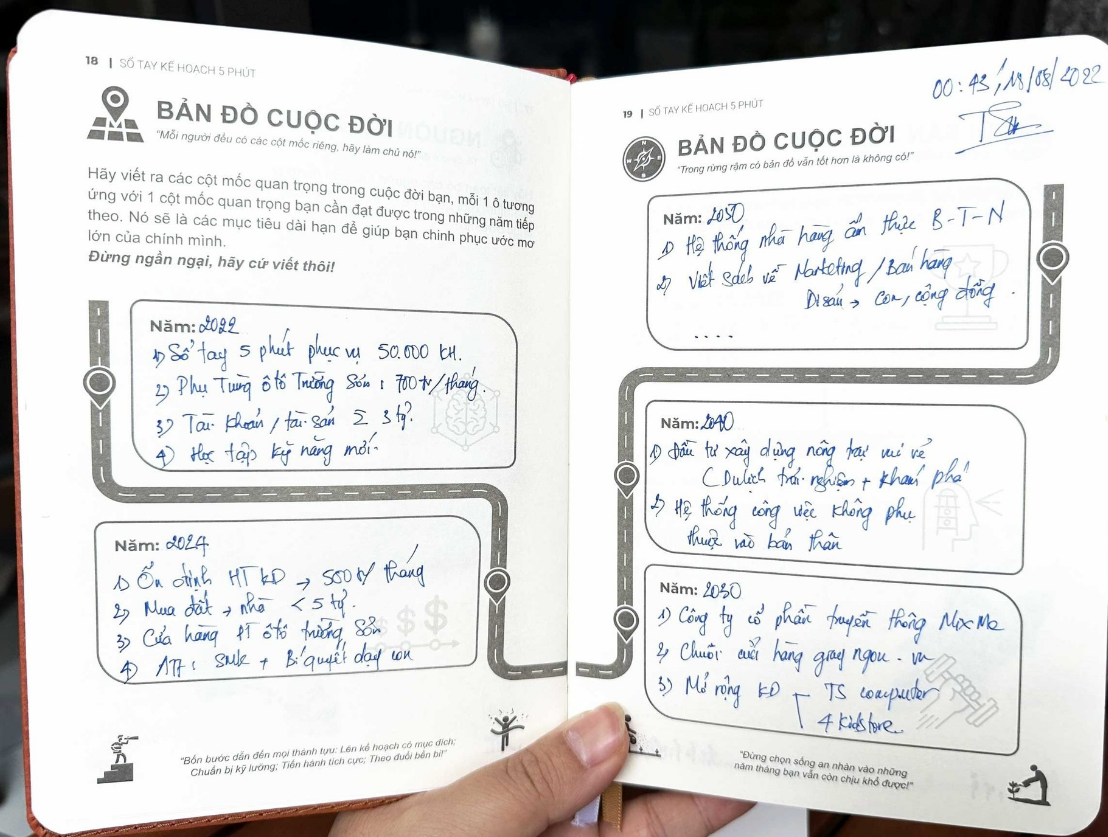 18 | SỔ TAY KẾ HOẠCH 5 PHÚT
BẢN ĐỒ CUỘC ĐỜI
"Mỗi người đều có các cột mốc riêng, hãy làm chủ nó!"
Hãy viết ra các cột mốc quan trọng trong cuộc đời bạn, mỗi 1 ô tương
ứng với 1 cột mốc quan trọng bạn cần đạt được trong những năm tiếp
theo. Nó sẽ là các mục tiêu dài hạn để giúp bạn chinh phục ước mơ
lớn của chính mình.
Đừng ngần ngại, hãy cứ viết thôi!
Năm: 2022
1) Sổ tay 5 phút phục vụ 50.000 KH.
2) Phụ Tùng ôtô Trường Sơn : 700 tr/tháng.
3) Tài khoản / tài sản Σ 3 tỷ.
4) Học tập kỹ năng mới.
Năm: 2024
1) Ổn định HT KD → 500 tr/ tháng
2) Mua đất → nhà < 5 tỷ.
3) Cửa hàng PT ôtô trường Sơn
4) : SMK + Bí quyết dạy con
"Bốn bước dẫn đến mọi thành tựu: Lên kế hoạch có mục đích;
Chuẩn bị kỹ lưỡng; Tiến hành tích cực; Theo đuổi bền bỉ!"
00:43, 18/08/2022
19 | SỔ TAY KẾ HOẠCH 5 PHÚT
BẢN ĐỒ CUỘC ĐỜI
"Trong rừng rậm có bản đồ vẫn tốt hơn là không có!"
Năm: 2050
1) Hệ thống nhà hàng ẩm thực B-T-N
2) Viết sách về Marketing / Bán hàng
Di sản → con, cộng đồng.
....
Năm: 2040
1) Đầu tư xây dựng nông trại vui vẻ
( Du lịch trải nghiệm + khám phá
2) Hệ thống công việc không phụ
thuộc vào bản thân
Năm: 2030
1) Công ty cổ phần truyền thông MixMe
2) Chuỗi cửa hàng giayngon.vn
3) Mở rộng KD TS computer
4 Kidstore.
"Đừng chọn sống an nhàn vào những
năm tháng bạn vẫn còn chịu khổ được!"